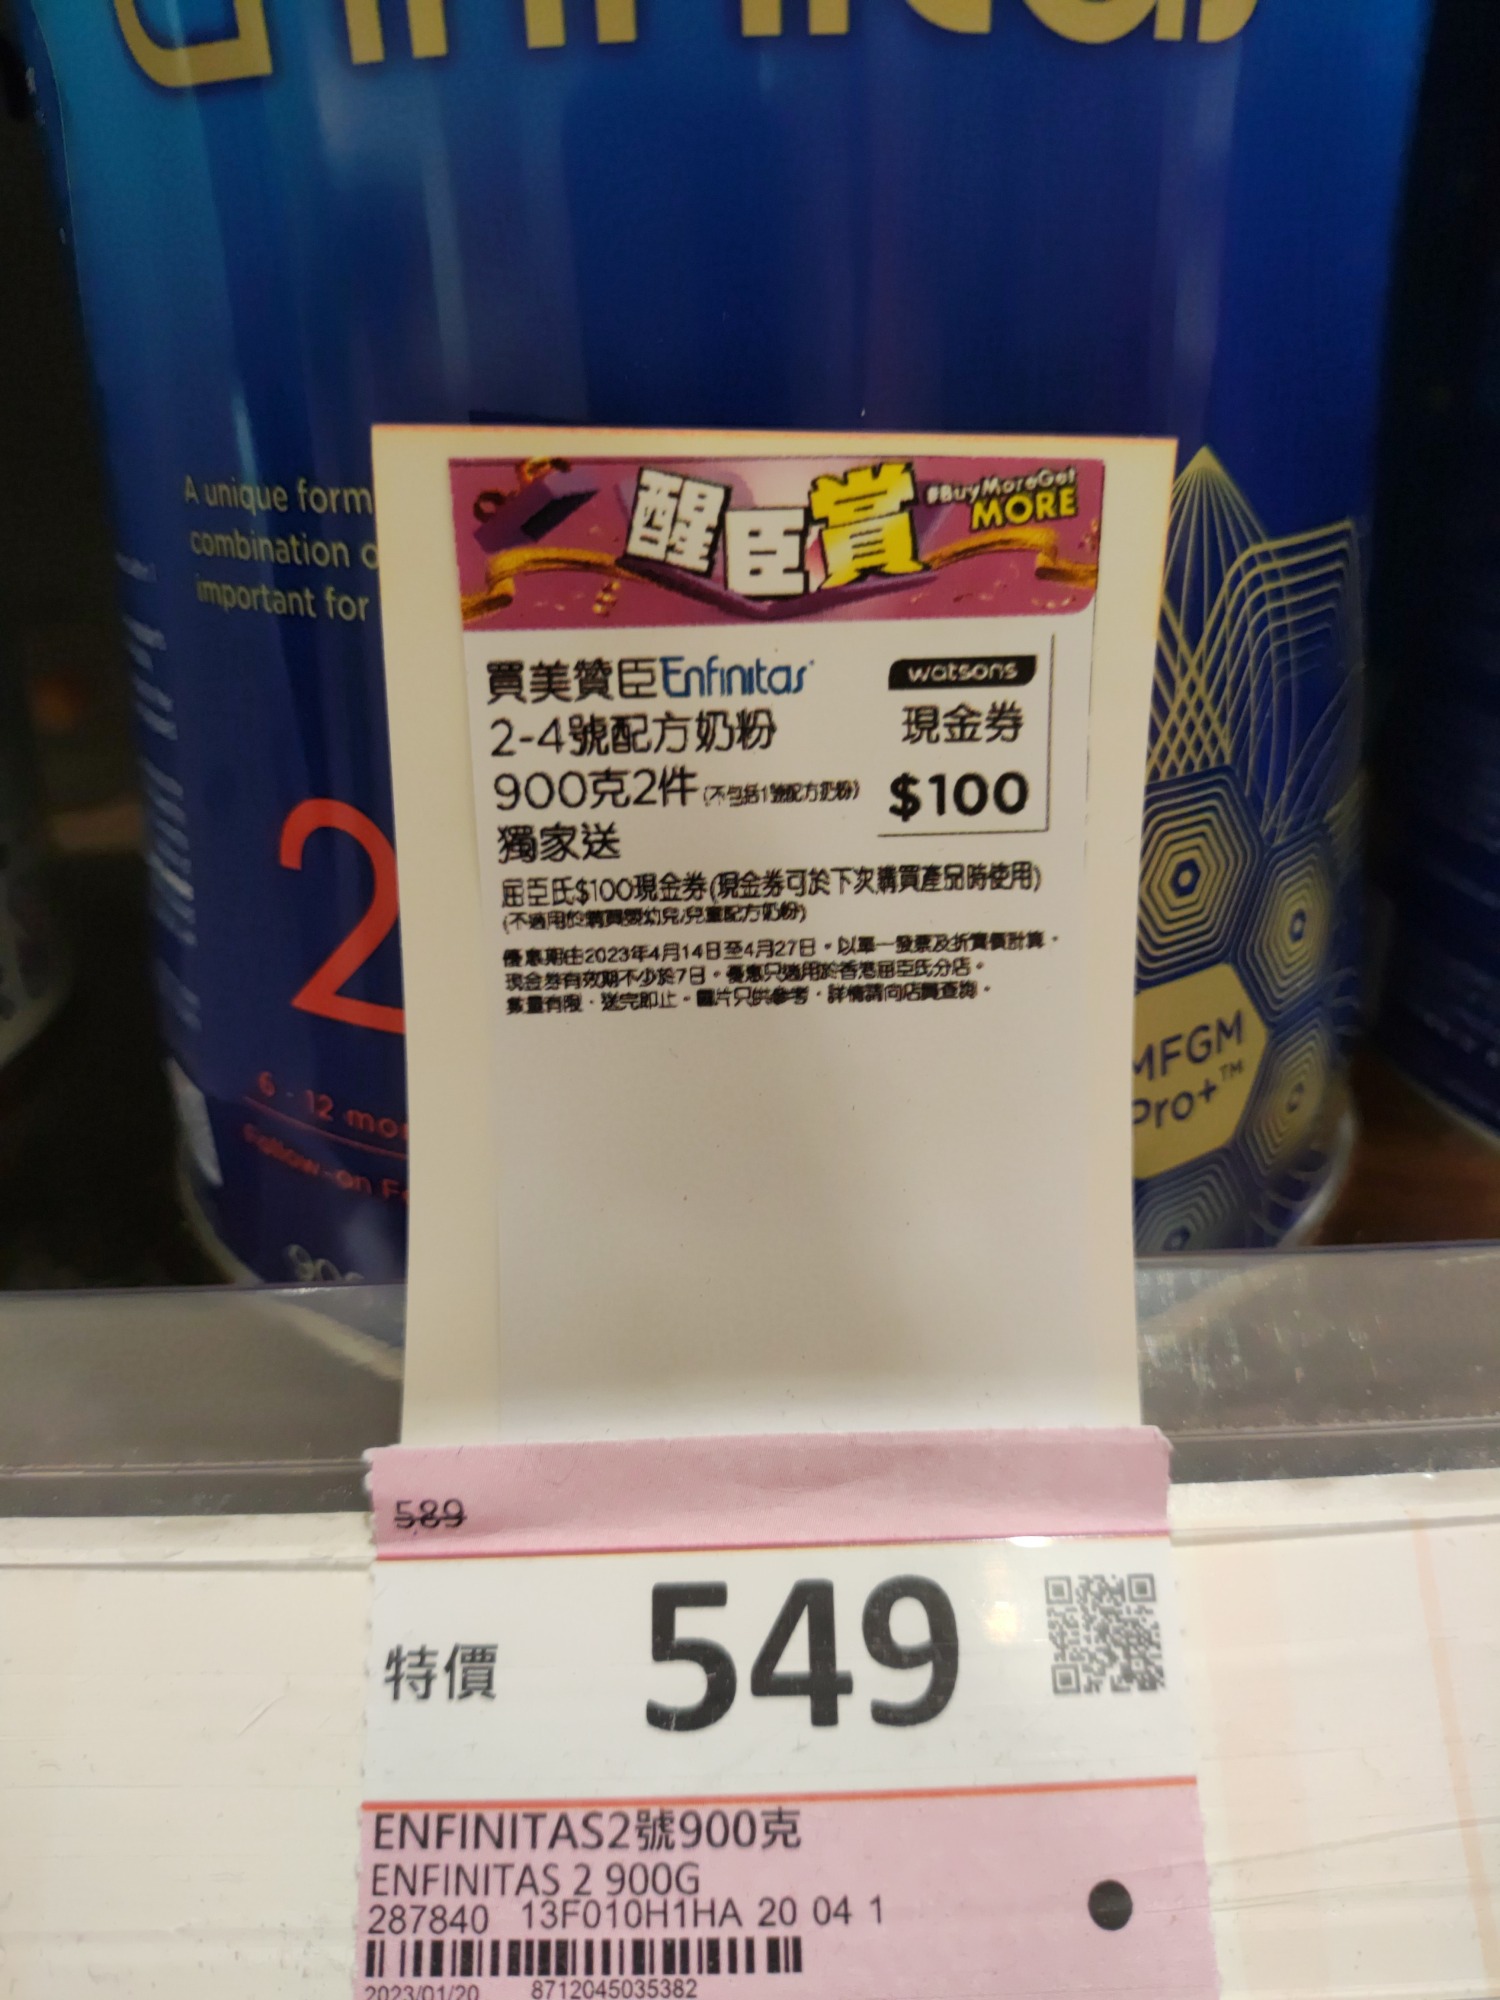 A unique form
combination o
important for
2
6 - 12 mo
Follow-on F
900
MFGM
Pro+™
醒臣賞
#BuyMoreGet
MORE
買美贊臣Enfinitas
2-4號配方奶粉
900克2件(不包括1號配方奶粉)
獨家送
watsons
現金券
$100
屈臣氏$100現金券(現金券可於下次購買產品時使用)
(不適用於購買嬰幼兒/兒童配方奶粉)
優惠期由2023年4月14日至4月27日。以單一發票及折實價計算。
現金券有效期不少於7日。優惠只適用於香港屈臣氏分店。
數量有限,送完即止。圖片只供參考,詳情請向店員查詢。
589
特價
549
ENFINITAS2號900克
ENFINITAS 2 900G
287840 13F010H1HA 20 04 1
2023/01/20 8712045035382